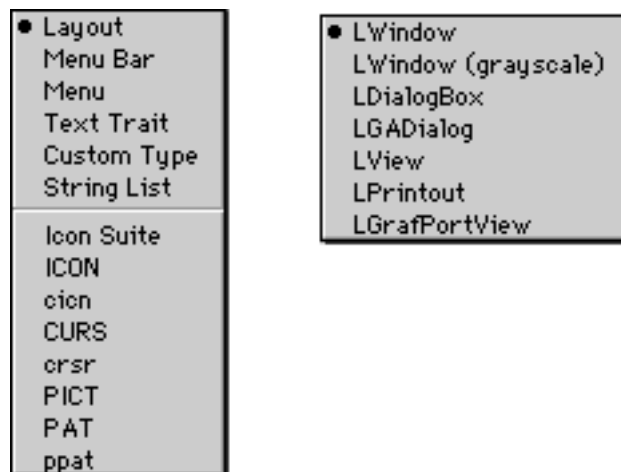 Layout
Menu Bar
Menu
Text Trait
Custom Type
String List
Icon Suite
ICON
cicn
CURS
crsr
PICT
PAT
ppat
LWindow
LWindow (grayscale)
LDialogBox
LGADialog
LView
LPrintout
LGrafPortView